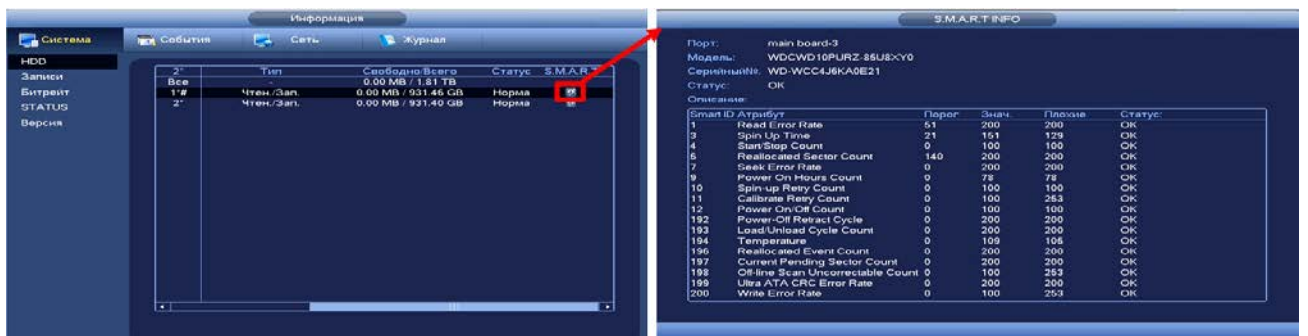 Информация
Система События Сеть Журнал
HDD
Записи
Битрейт
STATUS
Версия
2* Тип Свободно/Всего Статус S.M.A.R.T
Все - 0.00 MB / 1.81 TB
1*# Чтен./Зап. 0.00 MB / 931.46 GB Норма
2* Чтен./Зап. 0.00 MB / 931.40 GB Норма
S.M.A.R.T INFO
Порт: main board-3
Модель: WDCWD10PURZ-85U8XY0
Серийный№: WD-WCC4J6KA0E21
Статус: OK
Описание:
Smart ID Атрибут Порог Знач. Плохие Статус:
1 Read Error Rate 51 200 200 OK
3 Spin Up Time 21 151 129 OK
4 Start/Stop Count 0 100 100 OK
5 Reallocated Sector Count 140 200 200 OK
7 Seek Error Rate 0 200 200 OK
9 Power On Hours Count 0 78 78 OK
10 Spin-up Retry Count 0 100 100 OK
11 Calibrate Retry Count 0 100 253 OK
12 Power On/Off Count 0 100 100 OK
192 Power-Off Retract Cycle 0 200 200 OK
193 Load/Unload Cycle Count 0 200 200 OK
194 Temperature 0 109 105 OK
196 Reallocated Event Count 0 200 200 OK
197 Current Pending Sector Count 0 200 200 OK
198 Off-line Scan Uncorrectable Count 0 100 253 OK
199 Ultra ATA CRC Error Rate 0 200 200 OK
200 Write Error Rate 0 100 253 OK